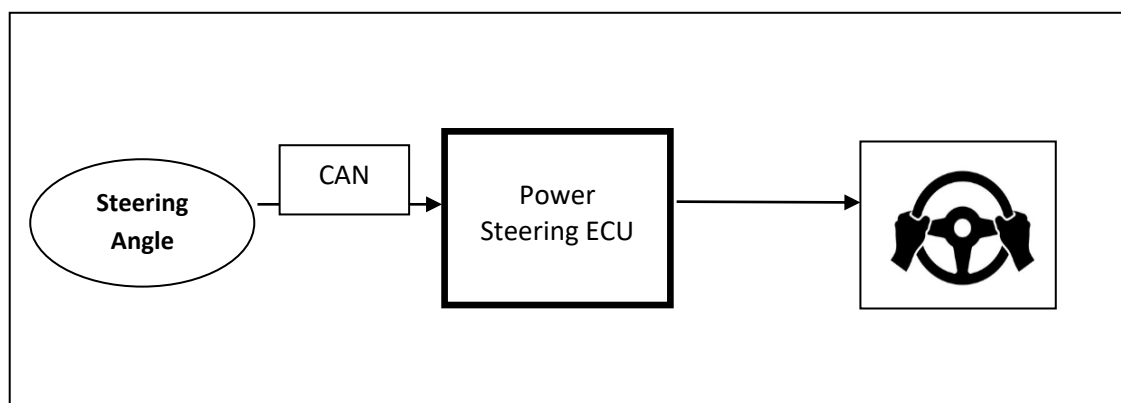 Steering
Angle
CAN
Power
Steering ECU